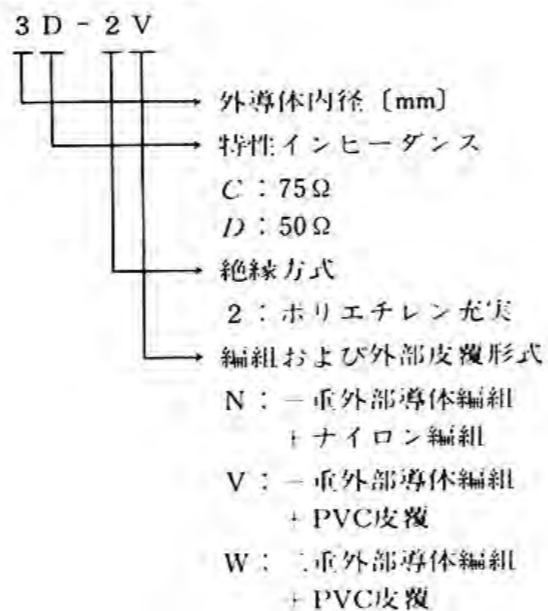 3 D - 2 V
外導体内径〔mm〕
特性インピーダンス
C：75Ω
D：50Ω
絶縁方式
2：ポリエチレン充実
編組および外部皮覆形式
N：一重外部導体編組
+ナイロン編組
V：一重外部導体編組
+PVC皮覆
W：二重外部導体編組
+PVC皮覆